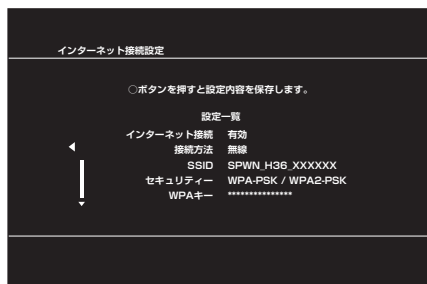 インターネット接続設定
○ボタンを押すと設定内容を保存します。
設定一覧
インターネット接続 有効
接続方法 無線
SSID SPWN_H36_XXXXXX
セキュリティー WPA-PSK / WPA2-PSK
WPAキー ***************